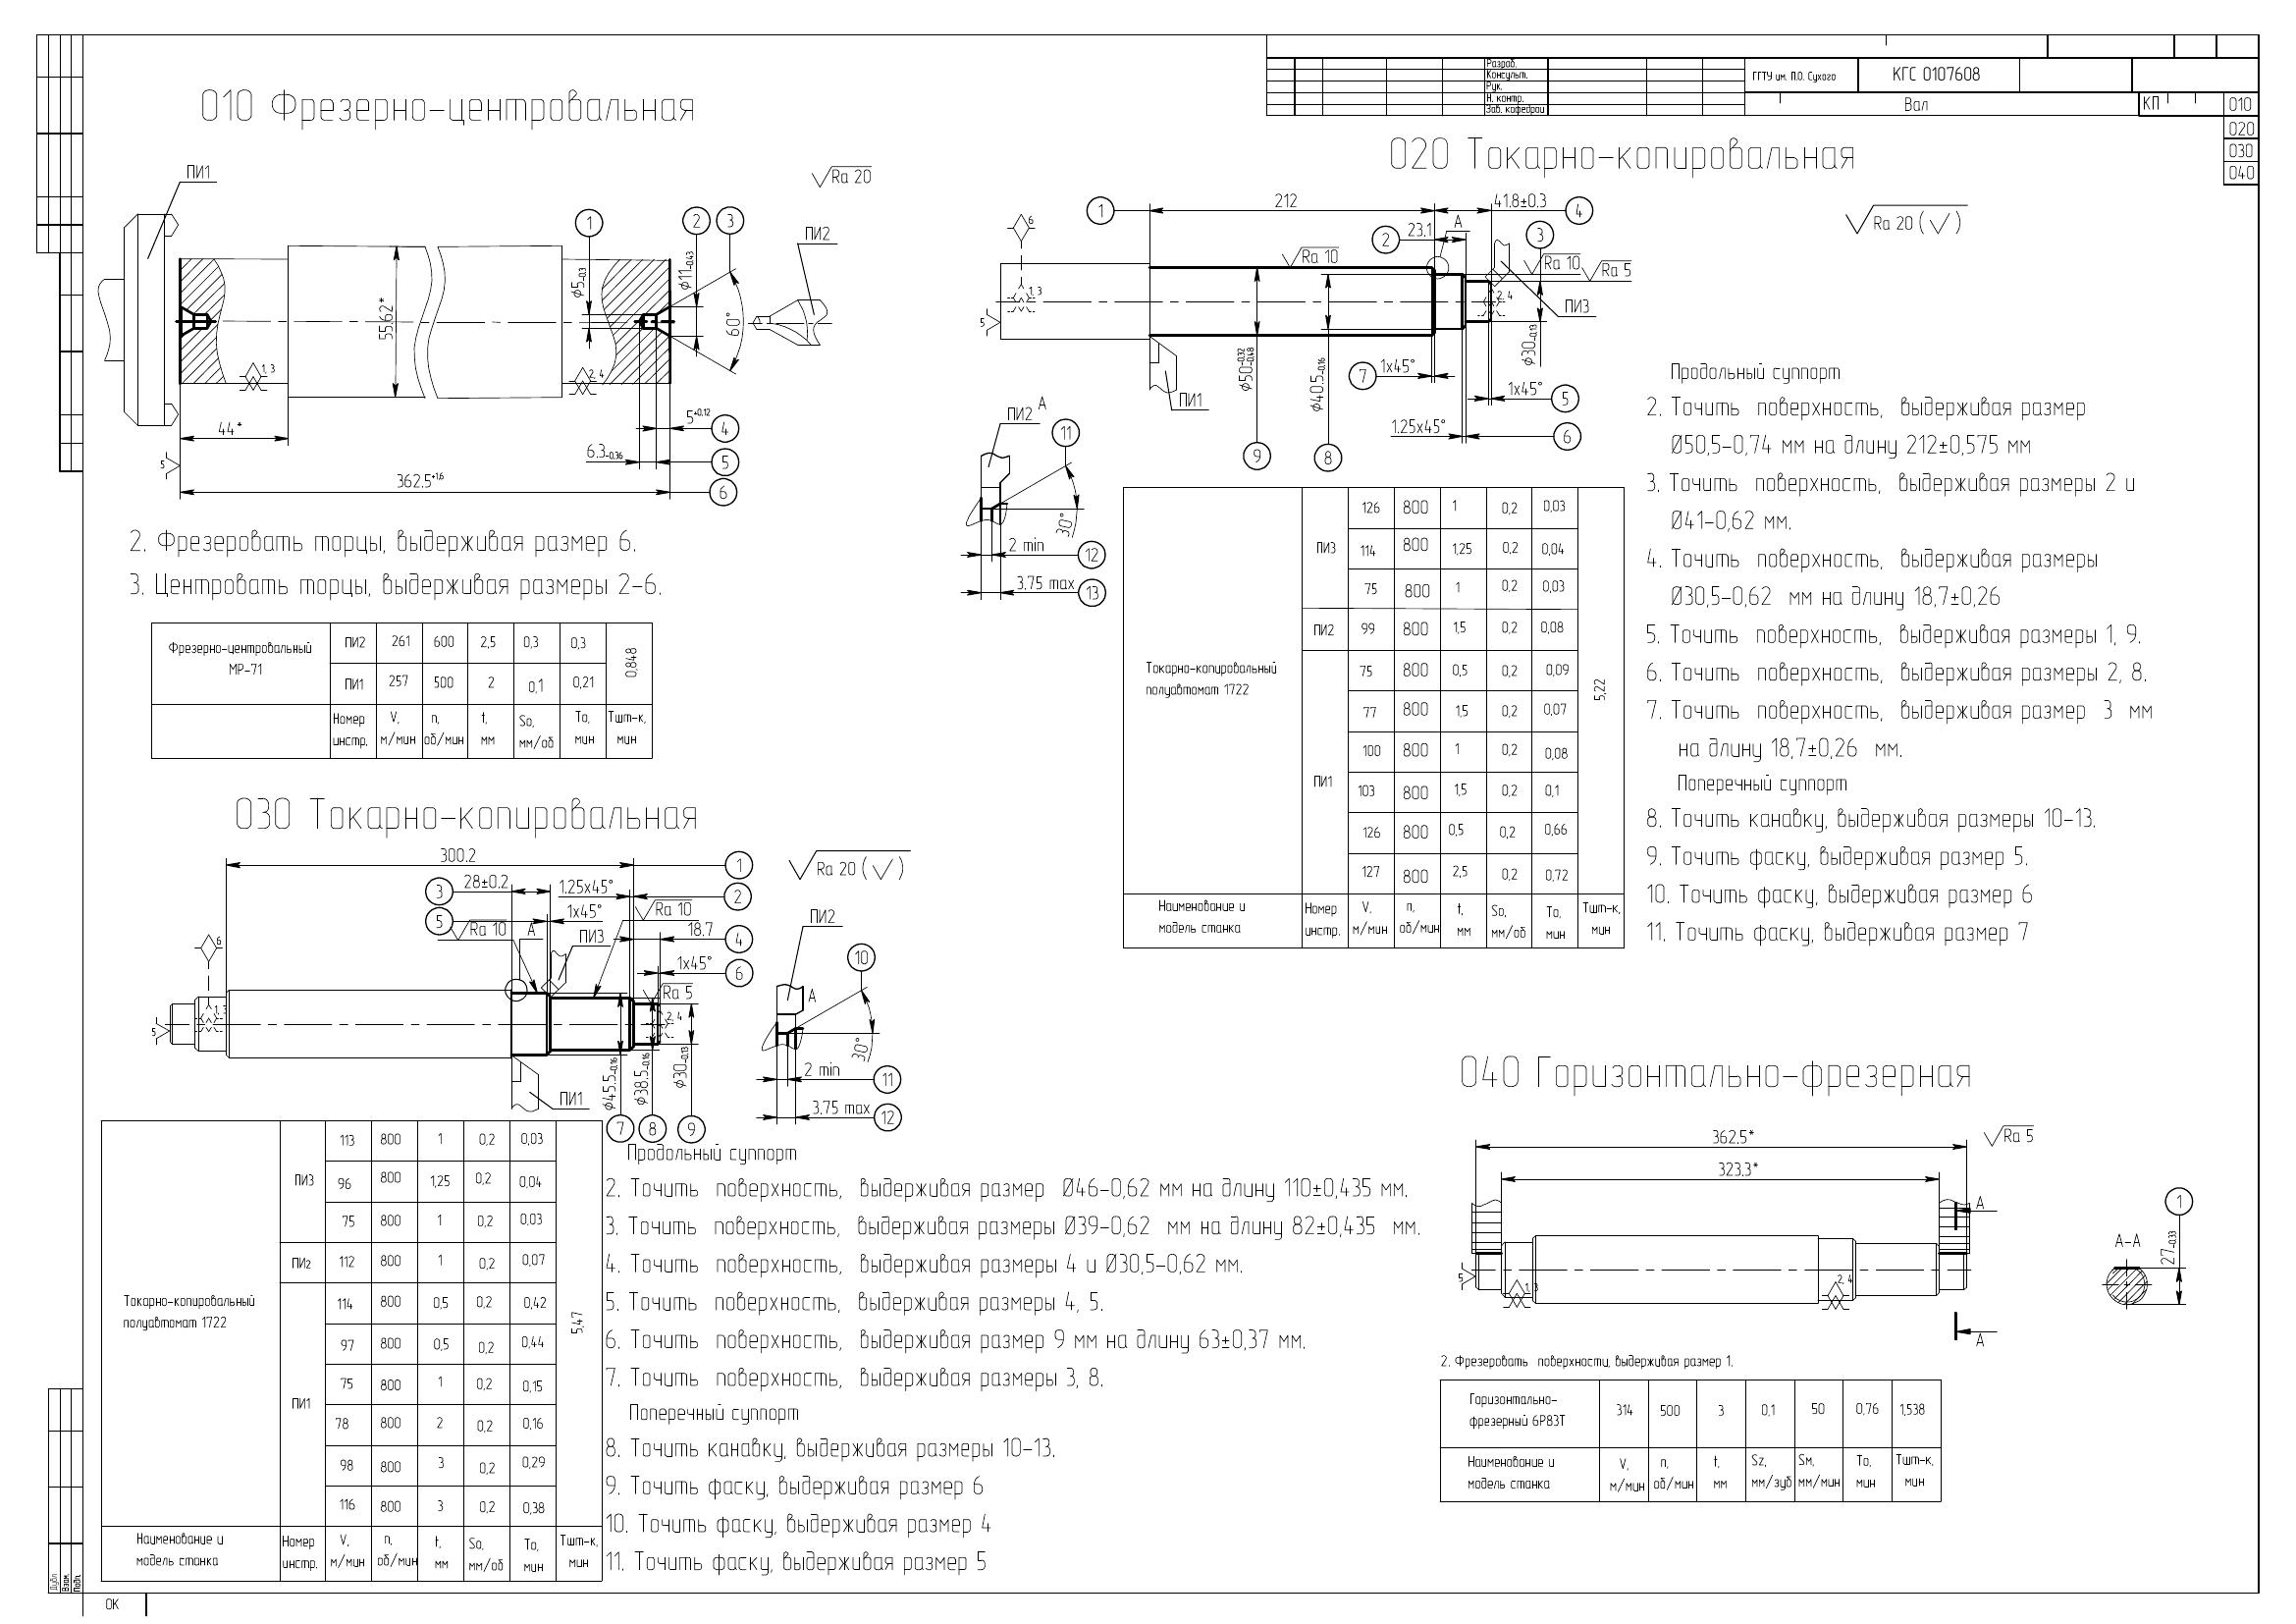 Разраб.
Консульт.
Рук.
Н. контр.
Зав. кафедрой
ГГТУ им. П.О. Сухого
КГС 0107608
Вал
КП
010
020
030
040
010 Фрезерно-центровальная
ПИ1
Ra 20
1
2
3
ПИ2
ϕ5-0.3
ϕ11-0.43
55.62*
60°
1, 3
2, 4
44*
5+0.12
4
6.3-0.36
5
5
362.5+1,6
6
2. Фрезеровать торцы, выдерживая размер 6.
3. Центровать торцы, выдерживая размеры 2-6.
Фрезерно-центровальный
МР-71
ПИ2 261 600 2,5 0,3 0,3
0,848
ПИ1 257 500 2 0,1 0,21
Номер V, n, t, So, To, Тшт-к,
инстр. м/мин об/мин мм мм/об мин мин
020 Токарно-копировальная
1
212
41.8±0.3
4
6
2
23.1
А
3
Ra 20 (√)
Ra 10
Ra 10
Ra 5
1, 3
2, 4
5
ПИ3
ϕ50-0.32-0.48
ϕ40.5-0.16
ϕ30-0.13
7
1x45°
1x45°
5
ПИ1
1.25x45°
6
9
8
ПИ2
А
11
30°
2 min
12
3,75 max
13
Токарно-копировальный
полуавтомат 1722
ПИ3
126 800 1 0,2 0,03
114 800 1,25 0,2 0,04
75 800 1 0,2 0,03
ПИ2 99 800 1,5 0,2 0,08
ПИ1
75 800 0,5 0,2 0,09
77 800 1,5 0,2 0,07
100 800 1 0,2 0,08
103 800 1,5 0,2 0,1
126 800 0,5 0,2 0,66
127 800 2,5 0,2 0,72
5,22
Наименование и Номер V, n, t, So, To, Тшт-к,
модель станка инстр. м/мин об/мин мм мм/об мин мин
Продольный суппорт
2. Точить поверхность, выдерживая размер
Ø50,5-0,74 мм на длину 212±0,575 мм
3. Точить поверхность, выдерживая размеры 2 и
Ø41-0,62 мм.
4. Точить поверхность, выдерживая размеры
Ø30,5-0,62 мм на длину 18,7±0,26
5. Точить поверхность, выдерживая размеры 1, 9.
6. Точить поверхность, выдерживая размеры 2, 8.
7. Точить поверхность, выдерживая размер 3 мм
на длину 18,7±0,26 мм.
Поперечный суппорт
8. Точить канавку, выдерживая размеры 10-13.
9. Точить фаску, выдерживая размер 5.
10. Точить фаску, выдерживая размер 6
11. Точить фаску, выдерживая размер 7
030 Токарно-копировальная
300.2
1
Ra 20 (√)
3
28±0.2
1.25x45°
2
5
1x45°
Ra 10
Ra 10
А
ПИ3
18.7
4
1x45°
6
6
Ra 5
1, 3
2, 4
5
ПИ1
ϕ45.5-0.16
ϕ38.5-0.16
ϕ30-0.13
7
8
9
ПИ2
А
10
30°
2 min
11
3,75 max
12
Токарно-копировальный
полуавтомат 1722
ПИ3
113 800 1 0,2 0,03
96 800 1,25 0,2 0,04
75 800 1 0,2 0,03
ПИ2 112 800 1 0,2 0,07
ПИ1
114 800 0,5 0,2 0,42
97 800 0,5 0,2 0,44
75 800 1 0,2 0,15
78 800 2 0,2 0,16
98 800 3 0,2 0,29
116 800 3 0,2 0,38
5,47
Наименование и Номер V, n, t, So, To, Тшт-к,
модель станка инстр. м/мин об/мин мм мм/об мин мин
Продольный суппорт
2. Точить поверхность, выдерживая размер Ø46-0,62 мм на длину 110±0,435 мм.
3. Точить поверхность, выдерживая размеры Ø39-0,62 мм на длину 82±0,435 мм.
4. Точить поверхность, выдерживая размеры 4 и Ø30,5-0,62 мм.
5. Точить поверхность, выдерживая размеры 4, 5.
6. Точить поверхность, выдерживая размер 9 мм на длину 63±0,37 мм.
7. Точить поверхность, выдерживая размеры 3, 8.
Поперечный суппорт
8. Точить канавку, выдерживая размеры 10-13.
9. Точить фаску, выдерживая размер 6
10. Точить фаску, выдерживая размер 4
11. Точить фаску, выдерживая размер 5
040 Горизонтально-фрезерная
362.5*
323.3*
Ra 5
А
А
А-А
1
27-0.33
5
1, 3
2, 4
2. Фрезеровать поверхности, выдерживая размер 1.
Горизонтально-
фрезерный 6Р83Т
314 500 3 0,1 50 0,76 1,538
Наименование и V, n, t, Sz, Sм, To, Тшт-к,
модель станка м/мин об/мин мм мм/зуб мм/мин мин мин
Дубл.
Взам.
Подп.
ОК